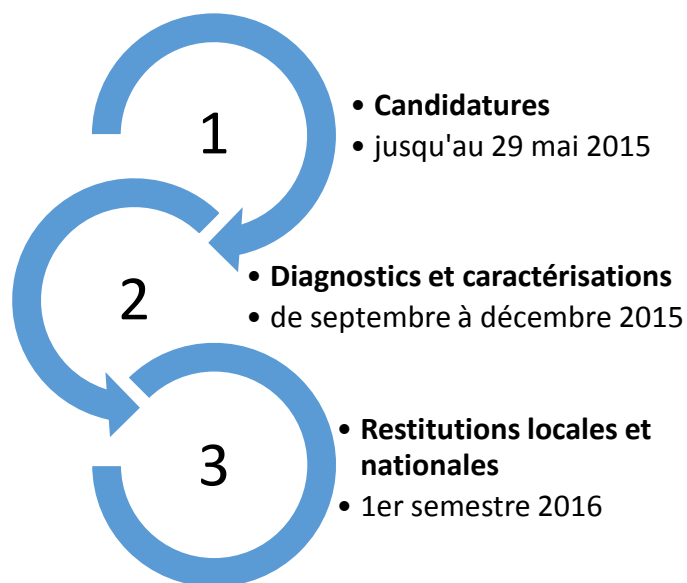 1
• Candidatures
• jusqu'au 29 mai 2015
2
• Diagnostics et caractérisations
• de septembre à décembre 2015
3
• Restitutions locales et
nationales
• 1er semestre 2016